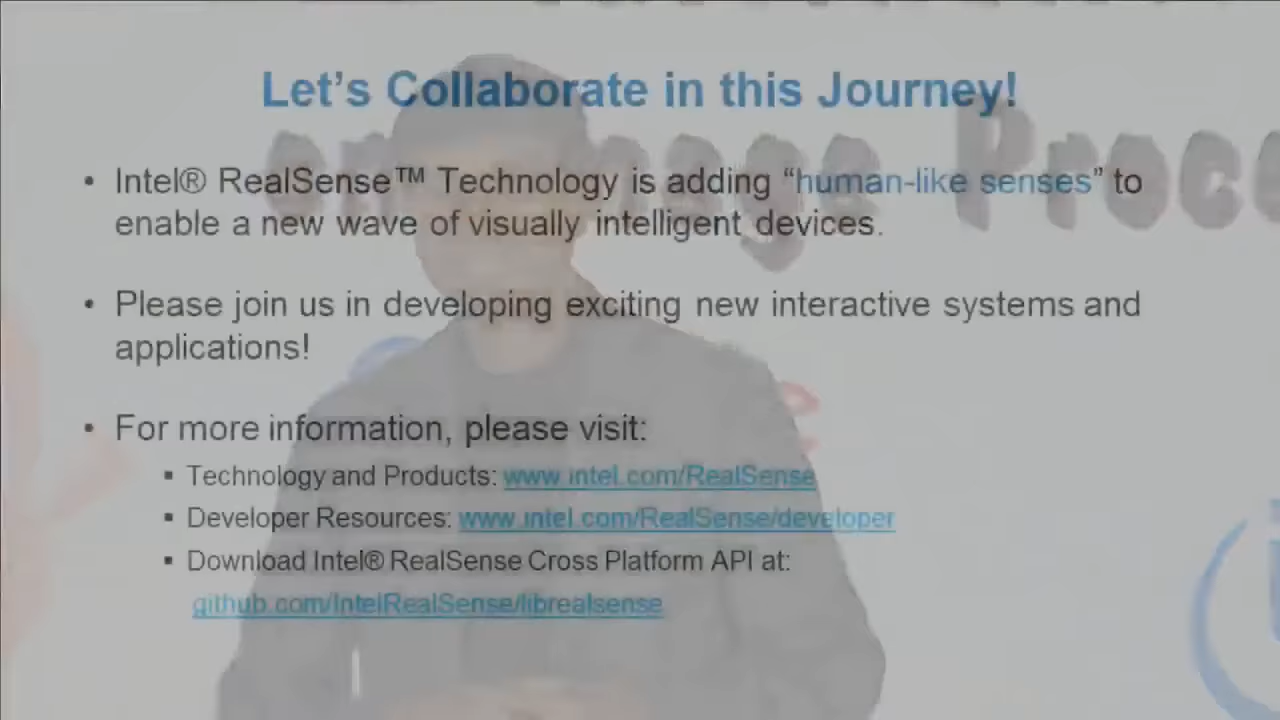 Let's Collaborate in this Journey!
• Intel® RealSense™ Technology is adding “human-like senses” to
enable a new wave of visually intelligent devices.
• Please join us in developing exciting new interactive systems and
applications!
• For more information, please visit:
▪ Technology and Products: www.intel.com/RealSense
▪ Developer Resources: www.intel.com/RealSense/developer
▪ Download Intel® RealSense Cross Platform API at:
github.com/IntelRealSense/librealsense